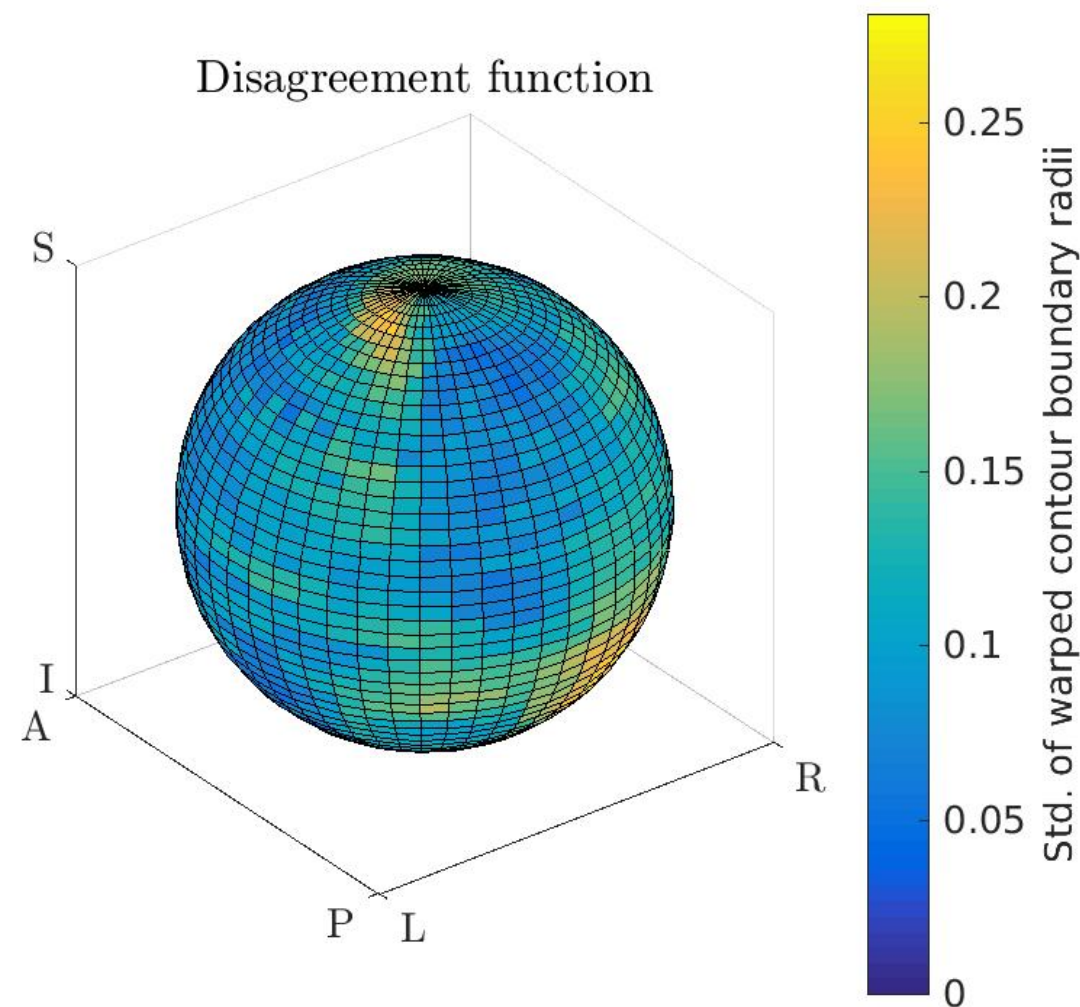 Disagreement function
S
I
A
P
L
R
0.25
0.2
0.15
0.1
0.05
0
Std. of warped contour boundary radii